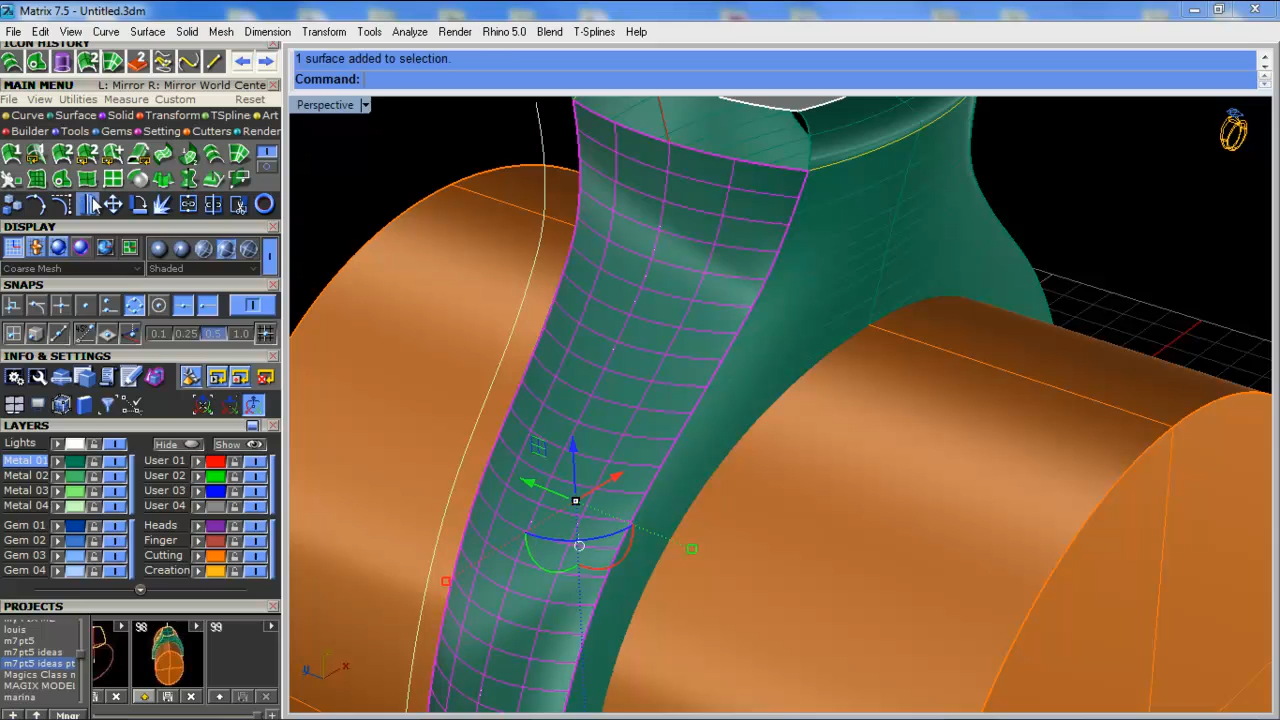 Matrix 7.5 - Untitled.3dm
File Edit View Curve Surface Solid Mesh Dimension Transform Tools Analyze Render Rhino 5.0 Blend T-Splines Help
ICON HISTORY
1 surface added to selection.
Command:
MAIN MENU L: Mirror R: Mirror World Cente
File View Utilities Measure Custom Reset
Curve Surface Solid Transform TSpline Art
Builder Tools Gems Setting Cutters Render
Perspective
DISPLAY
Coarse Mesh Shaded
SNAPS
0.1 0.25 0.5 1.0
INFO & SETTINGS
LAYERS
Lights Hide Show
Metal 01 User 01
Metal 02 User 02
Metal 03 User 03
Metal 04 User 04
Gem 01 Heads
Gem 02 Finger
Gem 03 Cutting
Gem 04 Creation
PROJECTS
louis
m7pt5
m7pt5 ideas
m7pt5 ideas pt
Magics Class n
MAGIX MODEL
marina
98 99
Mngr
x